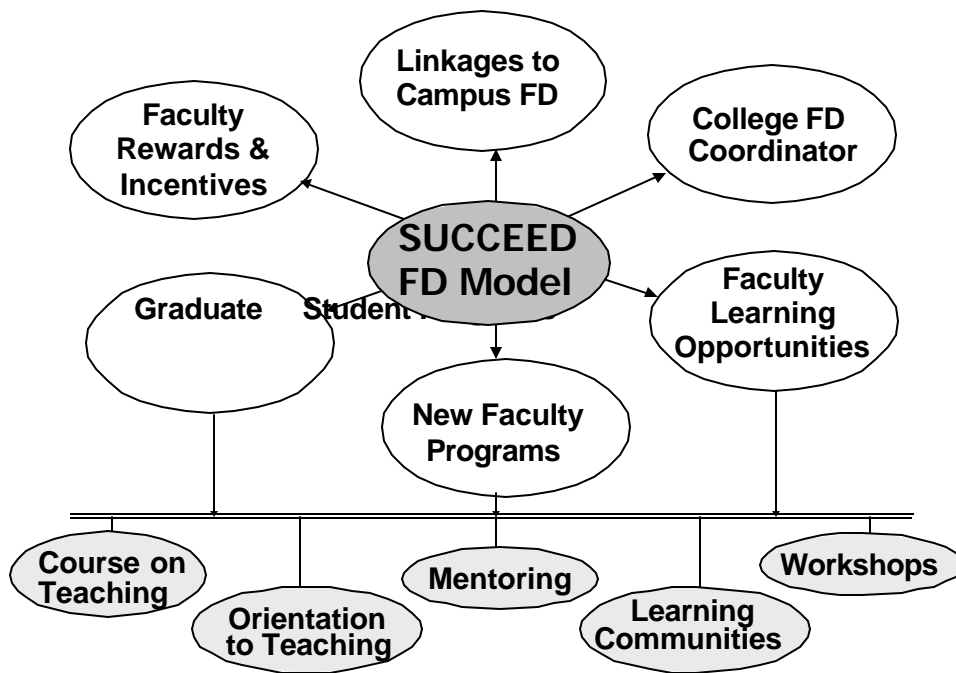 Linkages to
Campus FD
Faculty
Rewards &
Incentives
College FD
Coordinator
SUCCEED
FD Model
Graduate Student
Faculty
Learning
Opportunities
New Faculty
Programs
Course on
Teaching
Orientation
to Teaching
Mentoring
Learning
Communities
Workshops